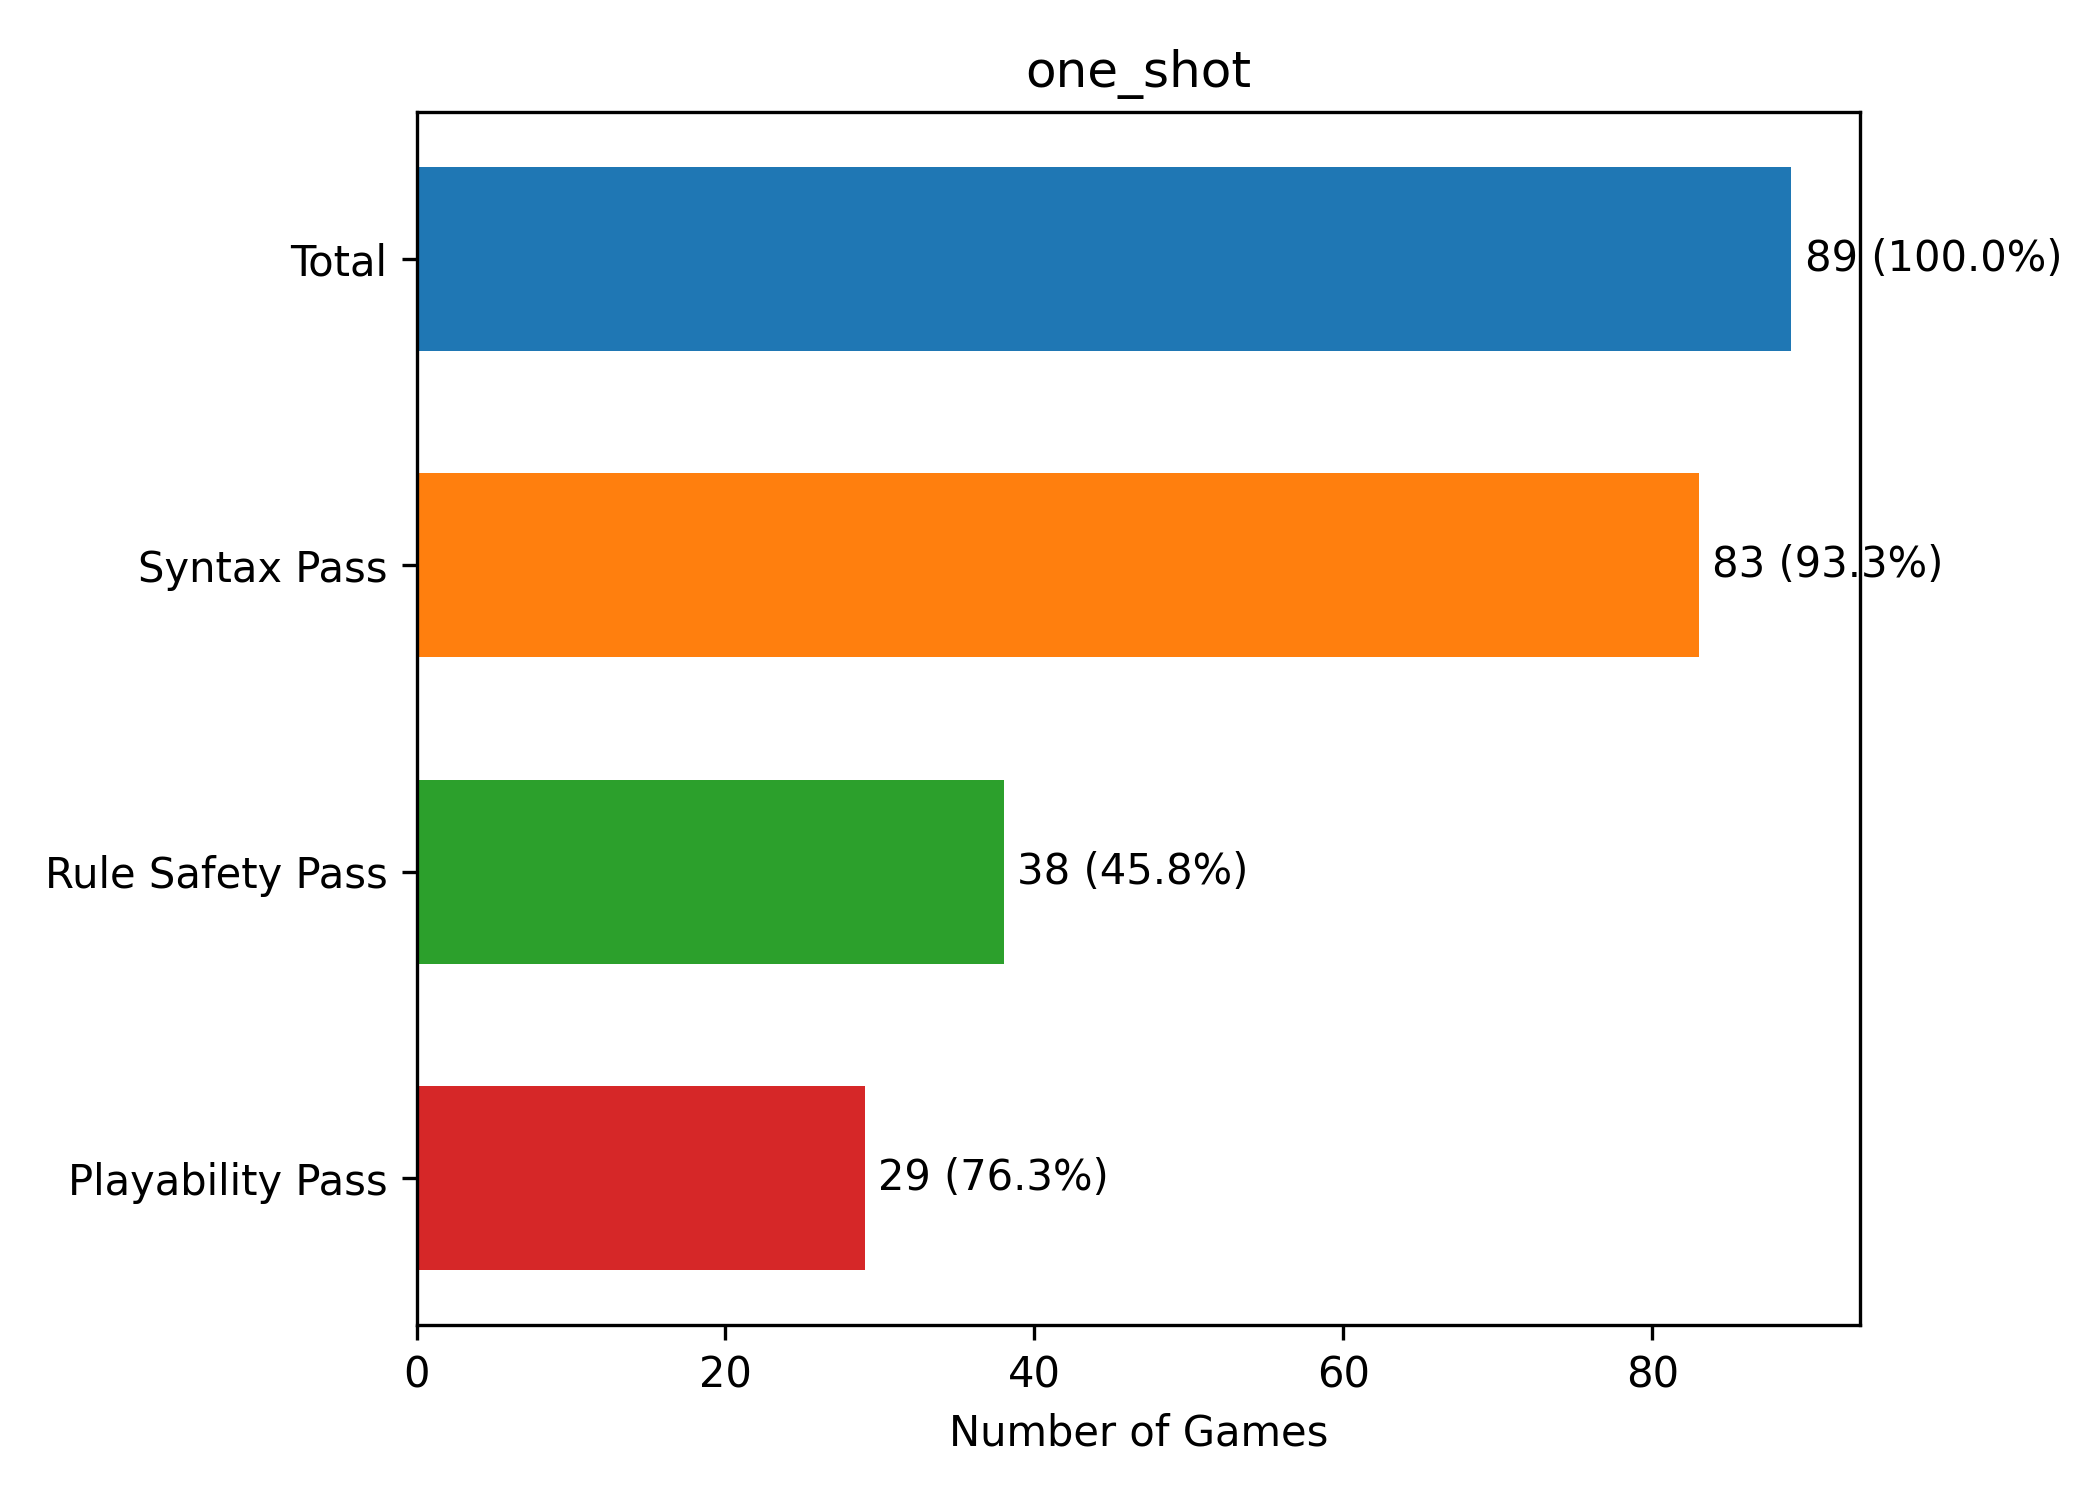 one_shot
Total
89 (100.0%)
Syntax Pass
83 (93.3%)
Rule Safety Pass
38 (45.8%)
Playability Pass
29 (76.3%)
0 20 40 60 80
Number of Games